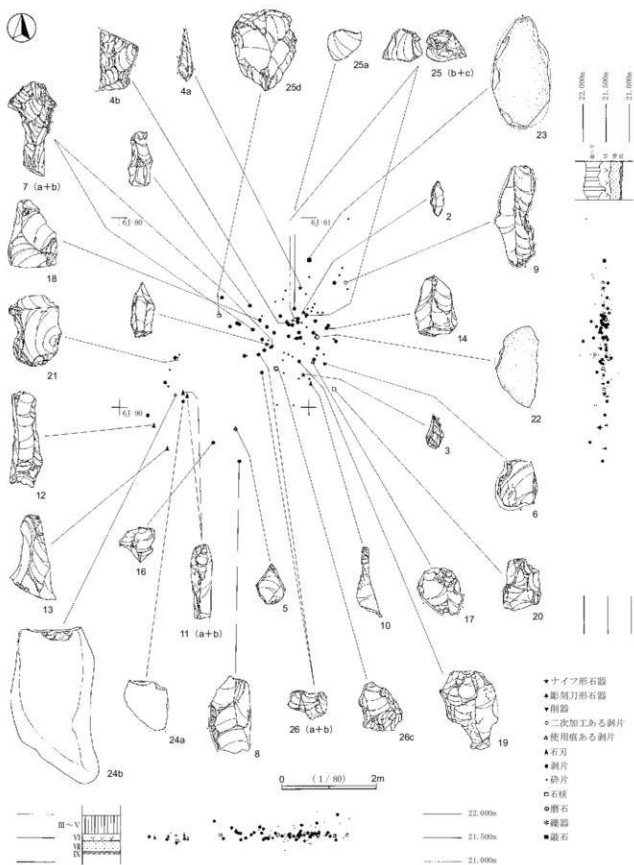 4b
4a
25d
25a
25 (b+c)
23
22.000m
21.500m
21.000m
7 (a+b)
6J-80
6J-81
2
9
18
14
21
22
6J-90
3
12
6
16
13
11 (a+b)
5
10
17
20
24a
8
26 (a+b)
26c
19
24b
0 (1/80) 2m
ナイフ形石器
彫刻刀形石器
削器
二次加工ある剥片
使用痕ある剥片
石刃
剥片
砕片
石核
磨石
礫器
敲石
III~V
VI
VII
IX
22.000m
21.500m
21.000m